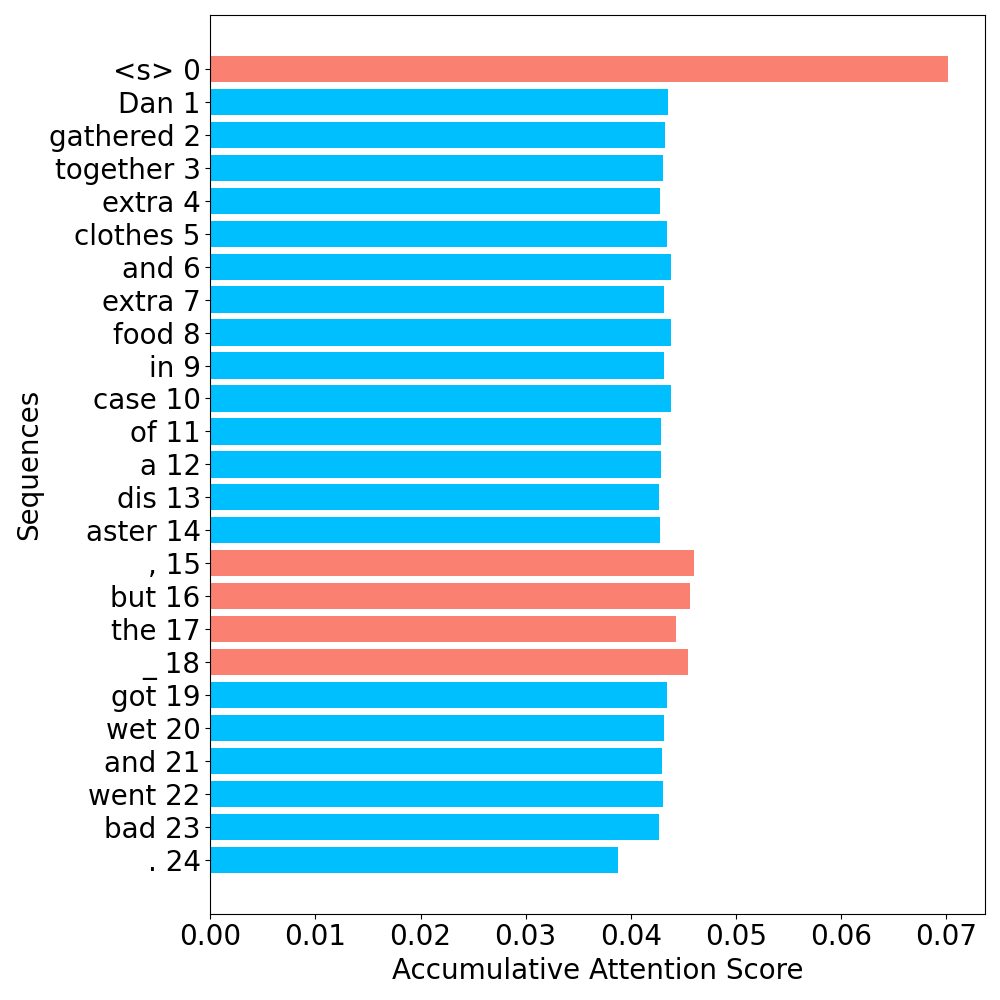 Sequences
<s> 0
Dan 1
gathered 2
together 3
extra 4
clothes 5
and 6
extra 7
food 8
in 9
case 10
of 11
a 12
dis 13
aster 14
, 15
but 16
the 17
_ 18
got 19
wet 20
and 21
went 22
bad 23
. 24
0.00 0.01 0.02 0.03 0.04 0.05 0.06 0.07
Accumulative Attention Score